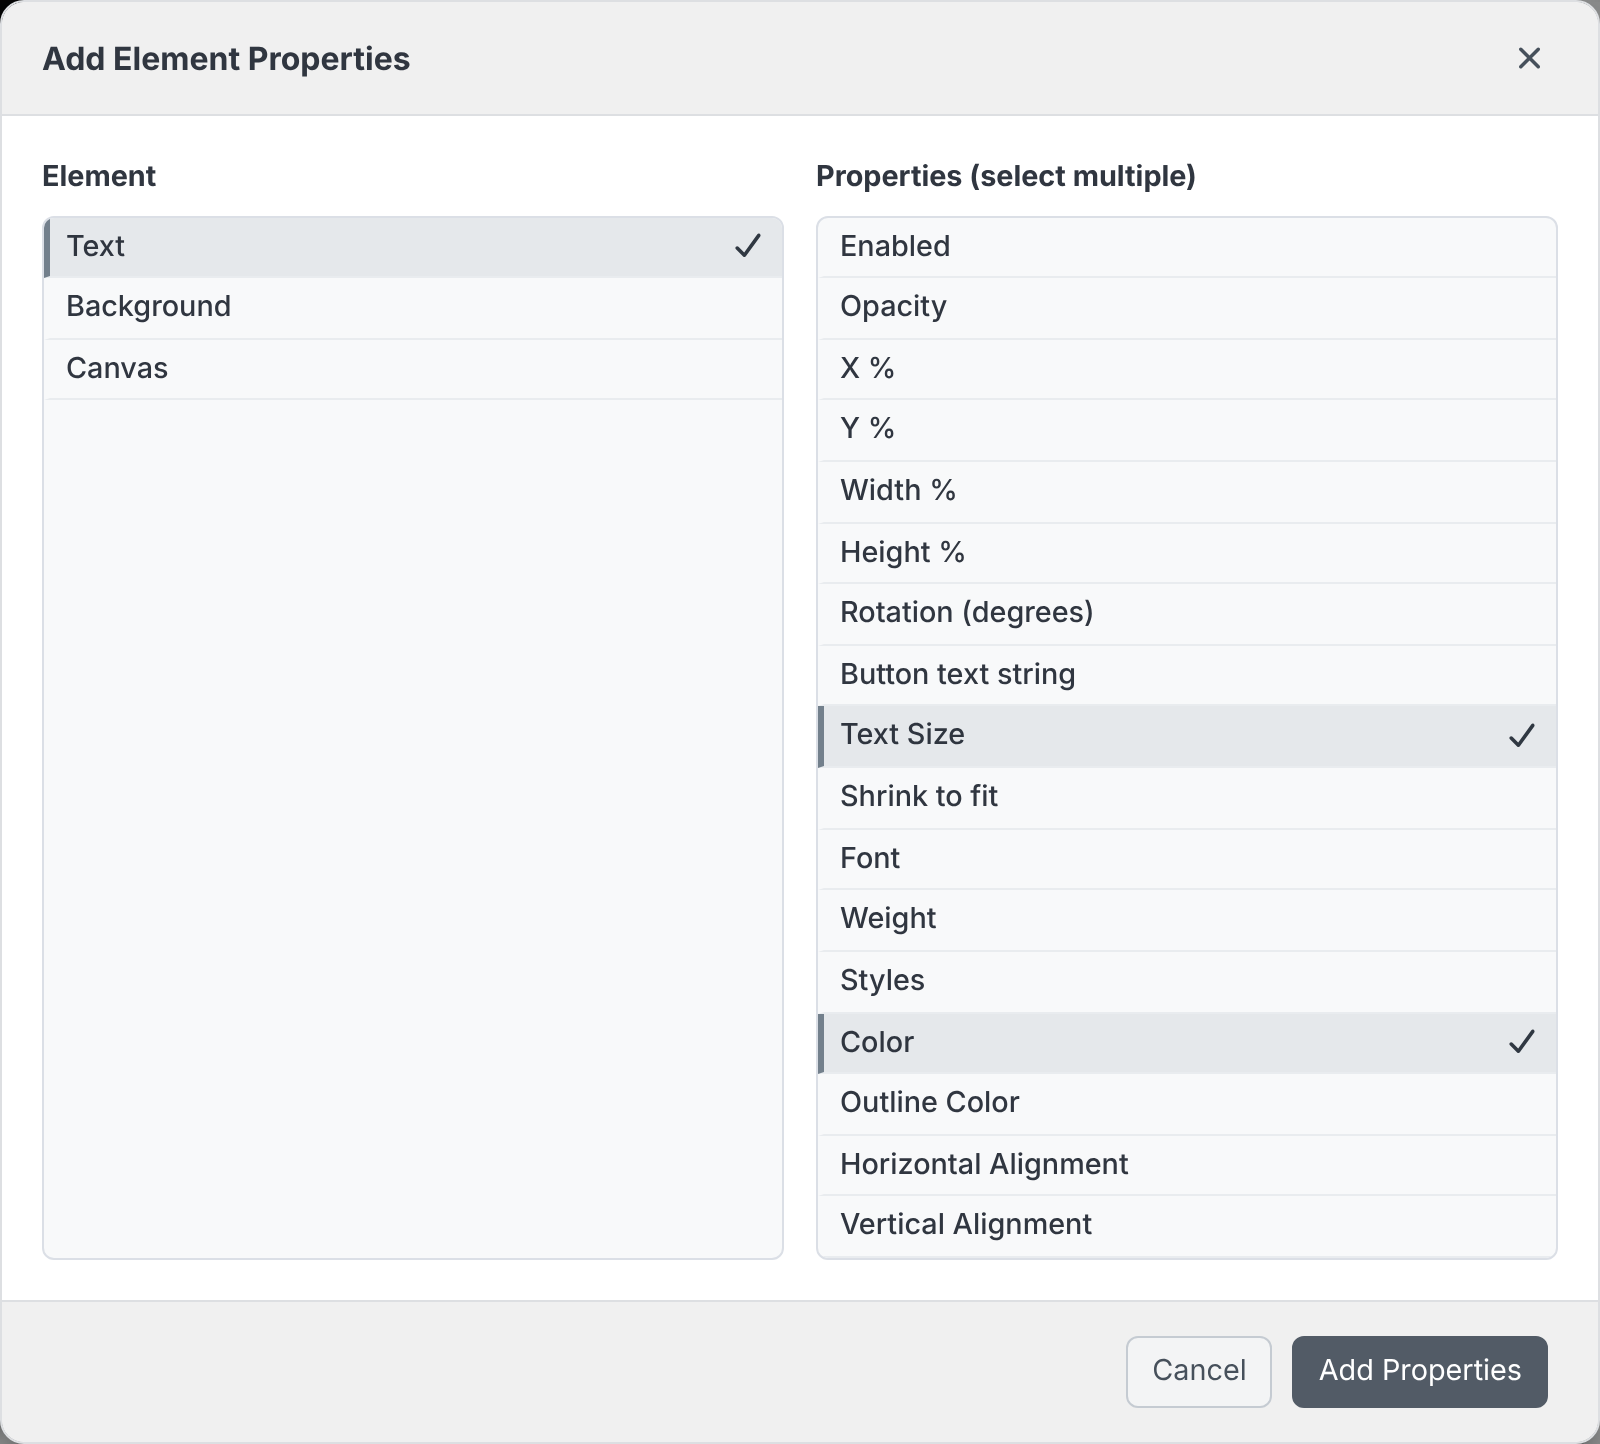 Add Element Properties
Element
Text
Background
Canvas
Properties (select multiple)
Enabled
Opacity
X %
Y %
Width %
Height %
Rotation (degrees)
Button text string
Text Size
Shrink to fit
Font
Weight
Styles
Color
Outline Color
Horizontal Alignment
Vertical Alignment
Cancel
Add Properties